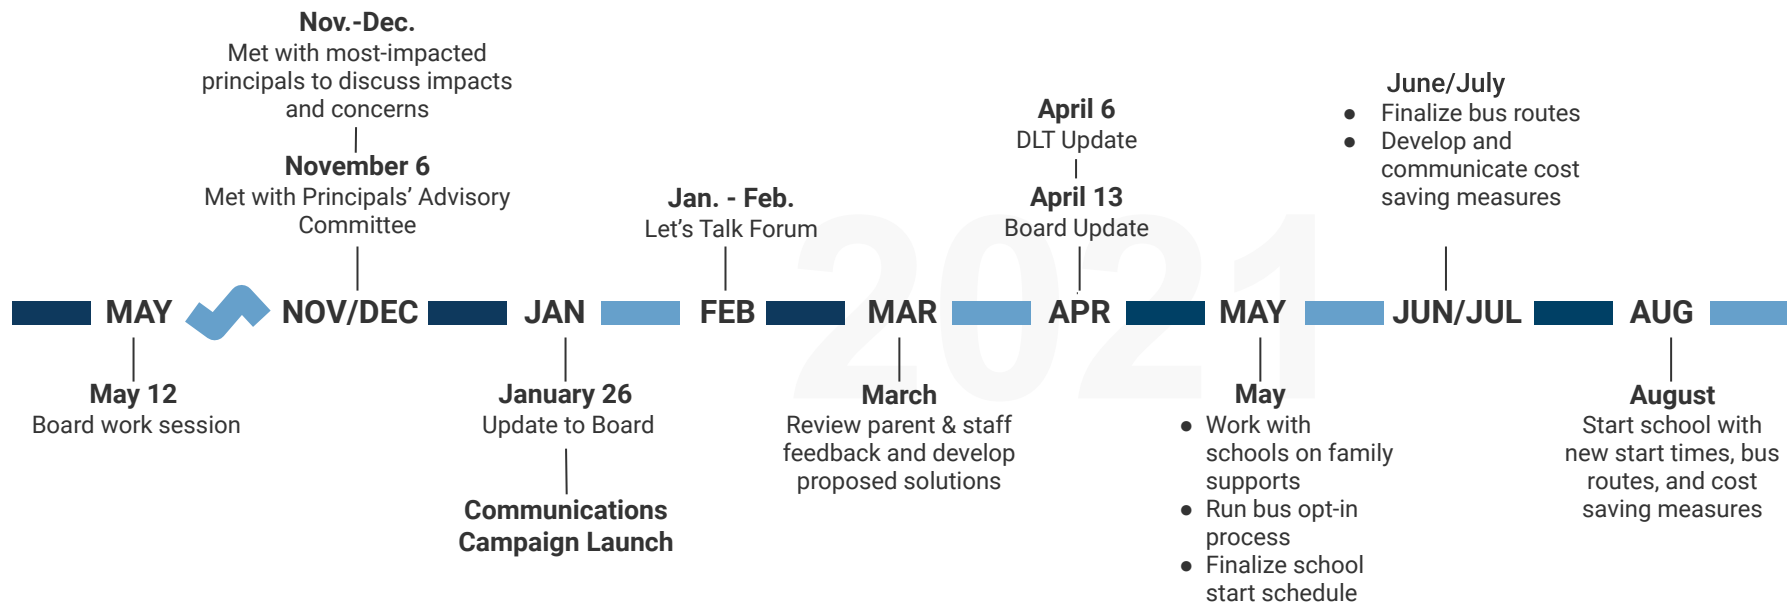 Nov.-Dec.
Met with most-impacted
principals to discuss impacts
and concerns
November 6
Met with Principals’ Advisory
Committee
Jan. - Feb.
Let’s Talk Forum
April 6
DLT Update
April 13
Board Update
June/July
● Finalize bus routes
● Develop and
communicate cost
saving measures
2021
MAY
NOV/DEC
JAN
FEB
MAR
APR
MAY
JUN/JUL
AUG
May 12
Board work session
January 26
Update to Board
Communications
Campaign Launch
March
Review parent & staff
feedback and develop
proposed solutions
May
● Work with
schools on family
supports
● Run bus opt-in
process
● Finalize school
start schedule
August
Start school with
new start times, bus
routes, and cost
saving measures